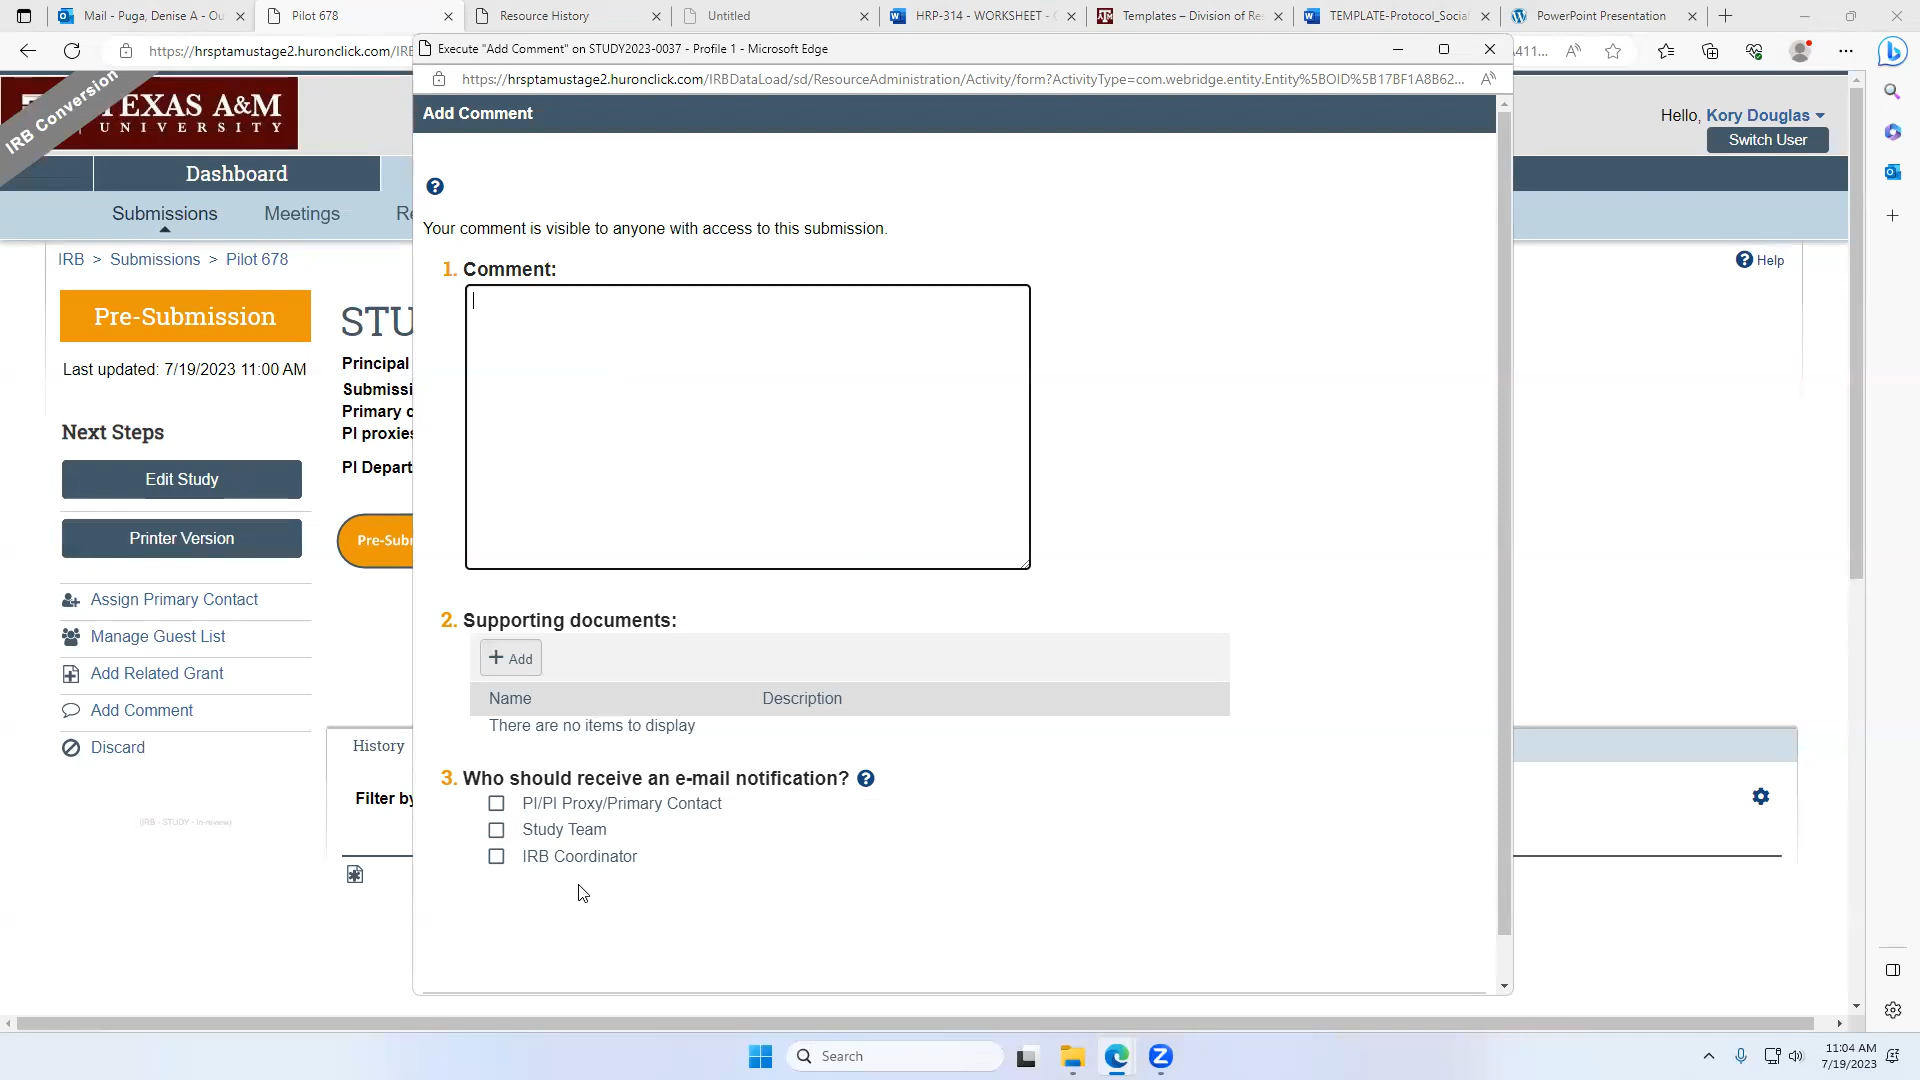 Mail - Puga, Denise A - Ou
Pilot 678
Resource History
Untitled
HRP-314 - WORKSHEET -
Templates – Division of Re
TEMPLATE-Protocol_Social
PowerPoint Presentation
https://hrsptamustage2.huronclick.com/IRE
Execute "Add Comment" on STUDY2023-0037 - Profile 1 - Microsoft Edge
411...
https://hrsptamustage2.huronclick.com/IRBDataLoad/sd/ResourceAdministration/Activity/form?ActivityType=com.webridge.entity.Entity%5BOID%5B17BF1A8B62...
IRB Conversion
TEXAS A&M
UNIVERSITY
Add Comment
Hello, Kory Douglas
Switch User
Dashboard
Submissions
Meetings
Re
Your comment is visible to anyone with access to this submission.
IRB > Submissions > Pilot 678
Help
1. Comment:
Pre-Submission
STU
Last updated: 7/19/2023 11:00 AM
Principal
Submissi
Primary c
PI proxies
PI Depart
Next Steps
Edit Study
Printer Version
Pre-Subr
Assign Primary Contact
Manage Guest List
Add Related Grant
Add Comment
Discard
(IRB - STUDY - In-review)
2. Supporting documents:
+ Add
Name
Description
There are no items to display
History
Filter by
3. Who should receive an e-mail notification?
PI/PI Proxy/Primary Contact
Study Team
IRB Coordinator
Search
11:04 AM
7/19/2023